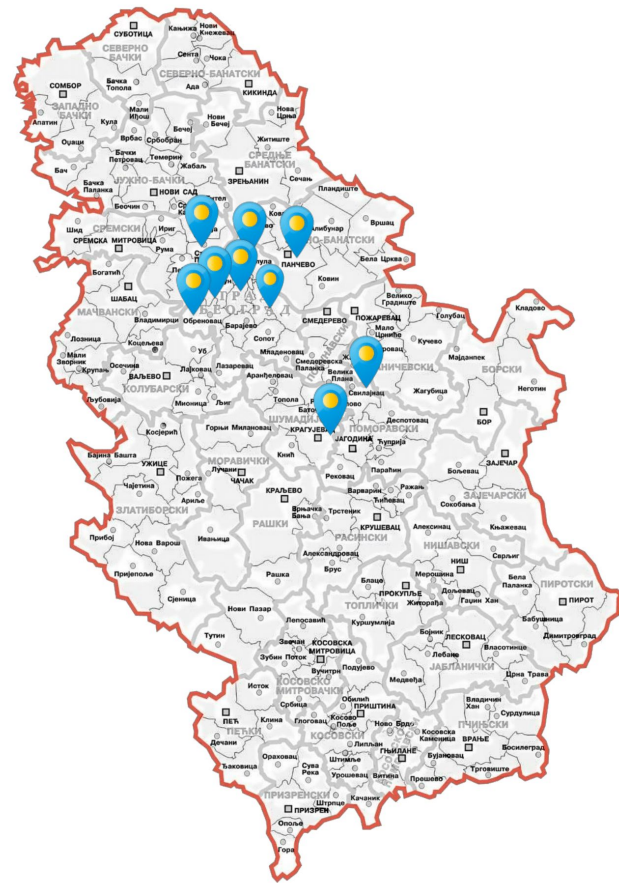 Кањижа
Нови
Кнежевац
СУБОТИЦА
СЕВЕРНО
БАЧКИ
Сента
Чока
СЕВЕРНО-БАНАТСКИ
Ада
КИКИНДА
СОМБОР
Бачка
Топола
ЗАПАДНО
БАЧКИ
Мали
Иђош
Апатин
Кула
Врбас
Србобран
Бечеј
Нови
Бечеј
Нова
Црња
Житиште
СРЕДЊЕ
БАНАТСКИ
Оџаци
Бачки
Петровац
Темерин
Жабаљ
Бач
ЈУЖНО-БАЧКИ
ЗРЕЊАНИН
Сечањ
Бачка
Паланка
НОВИ САД
Беочин
Пландиште
СРЕМСКИ
Шид
Ириг
СРЕМСКА МИТРОВИЦА
Рума
Вршац
ПАНЧЕВО
Бела Црква
Ковин
Богатић
ШАБАЦ
МАЧВАНСКИ
Владимирци
Обреновац
БЕОГРАД
Барајево
СМЕДЕРЕВО
ПОЖАРЕВАЦ
Велико
Градиште
Голубац
Кладово
Мало
Црниће
Кучево
Мајданпек
БОРСКИ
Неготин
Лозница
Мали
Зворник
Крупањ
Коцељева
Осечина
Уб
ВАЉЕВО
Лајковац
Лазаревац
КОЛУБАРСКИ
Сопот
Младеновац
Аранђеловац
Смедеревска
Паланка
Велика
Плана
Жагубица
Љубовија
Мионица
Љиг
Топола
Свилајнац
БОР
Косјерић
Горњи Милановац
КРАГУЈЕВАЦ
ПОМОРАВСКИ
Деспотовац
ЈАГОДИНА
Ћуприја
Бајина Башта
УЖИЦЕ
МОРАВИЧКИ
Лучани
ЧАЧАК
Кнић
Рековац
Параћин
Бољевац
ЗАЈЕЧАР
ЗАЈЕЧАРСКИ
Пожега
Чајетина
Ариље
ЗЛАТИБОРСКИ
КРАЉЕВО
Врњачка
Бања
Трстеник
Варварин
Ражањ
Ћићевац
КРУШЕВАЦ
Сокобања
Књажевац
Прибој
Нова Варош
Ивањица
РАШКИ
РАСИНСКИ
Алексинац
НИШАВСКИ
Сврљиг
Александровац
Брус
Пријепоље
Рашка
Блаце
Мерошина
НИШ
Бела
Паланка
ПИРОТСКИ
Сјеница
ПРОКУПЉЕ
Дољевац
Гаџин Хан
Житорађа
ПИРОТ
Нови Пазар
ТОПЛИЧКИ
Куршумлија
Бабушница
Димитровград
Тутин
Лепосавић
Бојник
ЛЕСКОВАЦ
Лебане
Власотинце
Звечан
КОСОВСКА
МИТРОВИЦА
Зубин Поток
Вучитрн
Подујево
ЈАБЛАНИЧКИ
Медвеђа
Црна Трава
Исток
КОСОВСКО
МИТРОВАЧКИ
Србица
Обилић
ПРИШТИНА
Владичин
Хан
Сурдулица
ПЕЋ
ПЕЋКИ
Клина
Глоговац
Косово
Поље
Ново Брдо
Косовска
Каменица
ПЧИЊСКИ
ВРАЊЕ
Дечани
КОСОВСКИ
Липљан
ГЊИЛАНЕ
Бујановац
Босилеград
Ђаковица
Ораховац
Сува
Река
Штимље
Урошевац
Витина
Прешево
Трговиште
ПРИЗРЕНСКИ
Штрпце
Качаник
ПРИЗРЕН
Опоље
Гора